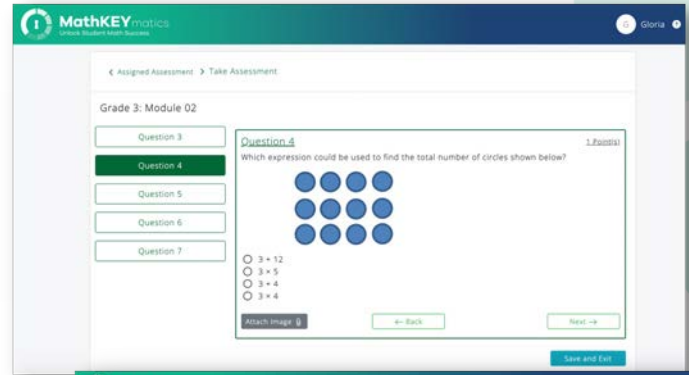 MathKEYmatics
Unlock Student Math Success
G Gloria
Assigned Assessment Take Assessment
Grade 3: Module 02
Question 3
Question 4
Question 5
Question 6
Question 7
Question 4 1 Point(s)
Which expression could be used to find the total number of circles shown below?
3 + 12
3 × 5
3 + 4
3 × 4
Attach Image
← Back
Next →
Save and Exit